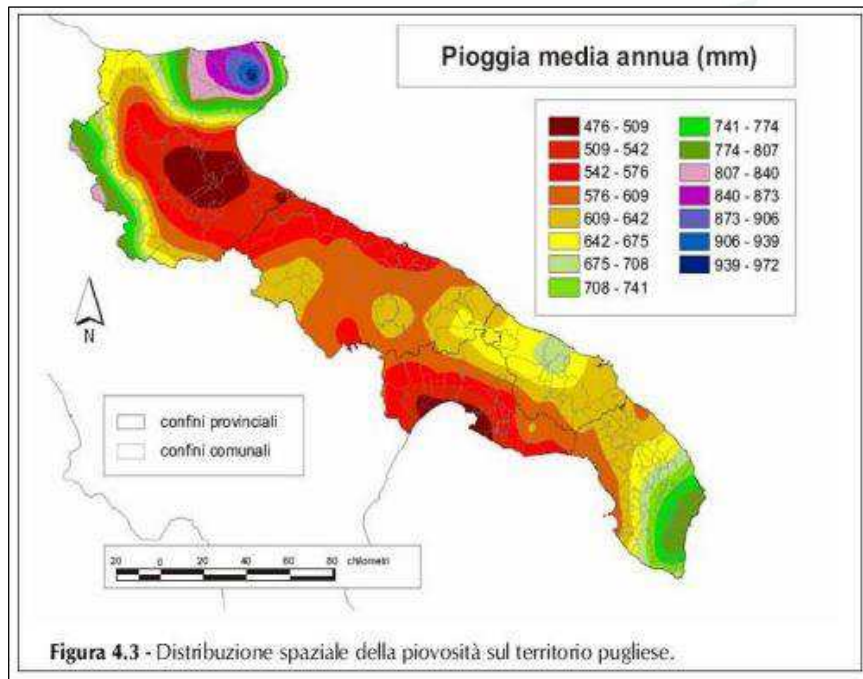 Pioggia media annua (mm)
476 - 509
509 - 542
542 - 576
576 - 609
609 - 642
642 - 675
675 - 708
708 - 741
741 - 774
774 - 807
807 - 840
840 - 873
873 - 906
906 - 939
939 - 972
N
confini provinciali
confini comunali
20 0 20 40 60 80 chilometri
Figura 4.3 - Distribuzione spaziale della piovosità sul territorio pugliese.